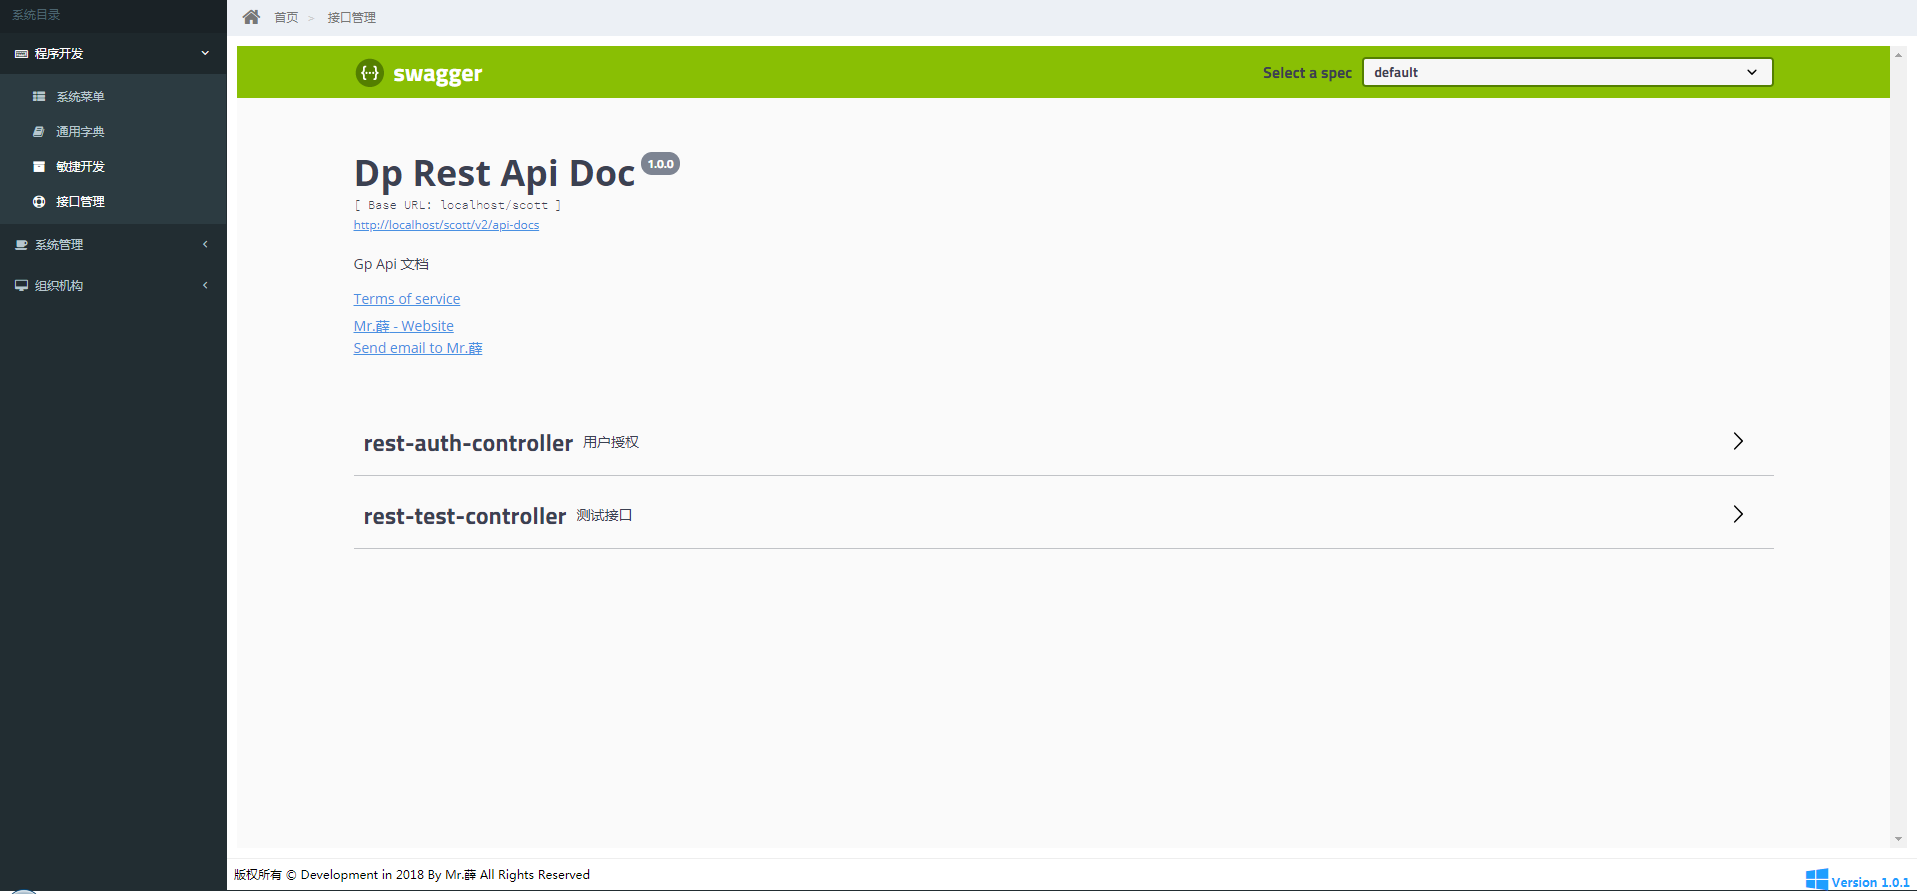 系统目录
程序开发
系统菜单
通用字典
敏捷开发
接口管理
系统管理
组织机构
首页 > 接口管理
{··} swagger
Select a spec default
Dp Rest Api Doc 1.0.0
[ Base URL: localhost/scott ]
http://localhost/scott/v2/api-docs
Gp Api 文档
Terms of service
Mr.薛 - Website
Send email to Mr.薛
rest-auth-controller 用户授权
rest-test-controller 测试接口
版权所有 © Development in 2018 By Mr.薛 All Rights Reserved
Version 1.0.1